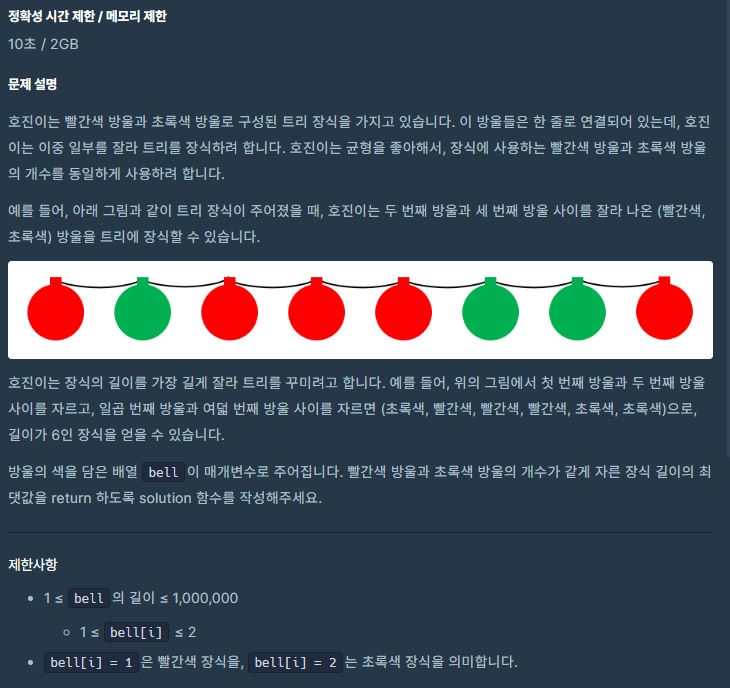 정확성 시간 제한 / 메모리 제한
10초 / 2GB
문제 설명
호진이는 빨간색 방울과 초록색 방울로 구성된 트리 장식을 가지고 있습니다. 이 방울들은 한 줄로 연결되어 있는데, 호진
이는 이중 일부를 잘라 트리를 장식하려 합니다. 호진이는 균형을 좋아해서, 장식에 사용하는 빨간색 방울과 초록색 방울
의 개수를 동일하게 사용하려 합니다.
예를 들어, 아래 그림과 같이 트리 장식이 주어졌을 때, 호진이는 두 번째 방울과 세 번째 방울 사이를 잘라 나온 (빨간색,
초록색) 방울을 트리에 장식할 수 있습니다.
호진이는 장식의 길이를 가장 길게 잘라 트리를 꾸미려고 합니다. 예를 들어, 위의 그림에서 첫 번째 방울과 두 번째 방울
사이를 자르고, 일곱 번째 방울과 여덟 번째 방울 사이를 자르면 (초록색, 빨간색, 빨간색, 빨간색, 초록색, 초록색)으로,
길이가 6인 장식을 얻을 수 있습니다.
방울의 색을 담은 배열 bell 이 매개변수로 주어집니다. 빨간색 방울과 초록색 방울의 개수가 같게 자른 장식 길이의 최
댓값을 return 하도록 solution 함수를 작성해주세요.
제한사항
• 1 ≤ bell 의 길이 ≤ 1,000,000
◦ 1 ≤ bell[i] ≤ 2
• bell[i] = 1 은 빨간색 장식을, bell[i] = 2 는 초록색 장식을 의미합니다.